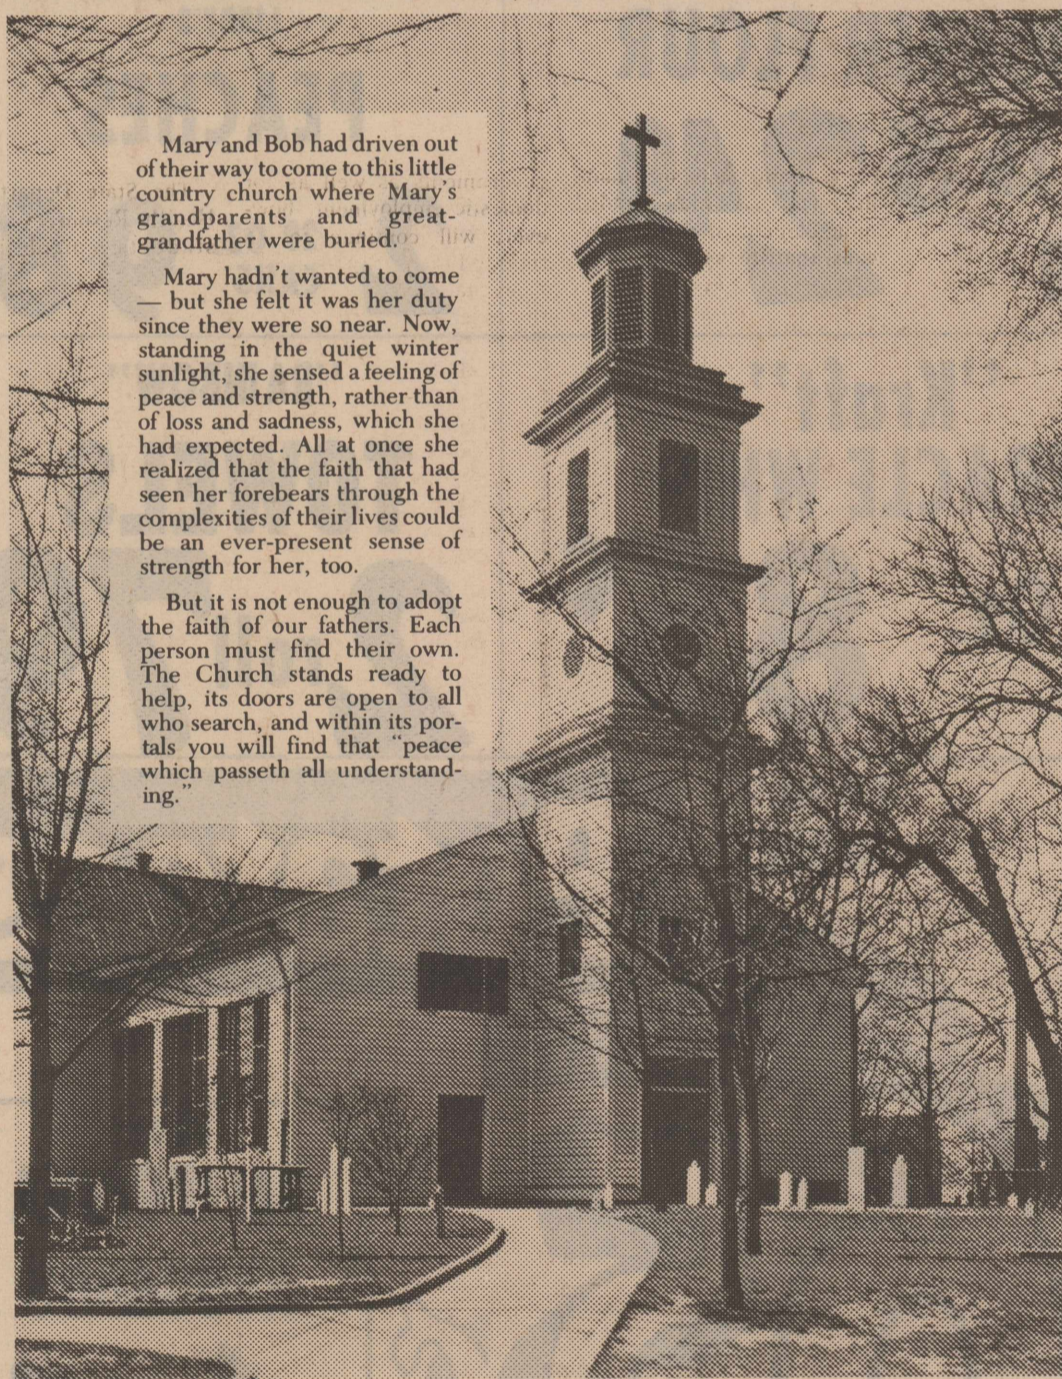 Mary and Bob had driven out
of their way to come to this little
country church where Mary's
grandparents and great-
grandfather were buried.
Mary hadn't wanted to come
— but she felt it was her duty
since they were so near. Now,
standing in the quiet winter
sunlight, she sensed a feeling of
peace and strength, rather than
of loss and sadness, which she
had expected. All at once she
realized that the faith that had
seen her forebears through the
complexities of their lives could
be an ever-present sense of
strength for her, too.
But it is not enough to adopt
the faith of our fathers. Each
person must find their own.
The Church stands ready to
help, its doors are open to all
who search, and within its por-
tals you will find that “peace
which passeth all understand-
ing.”